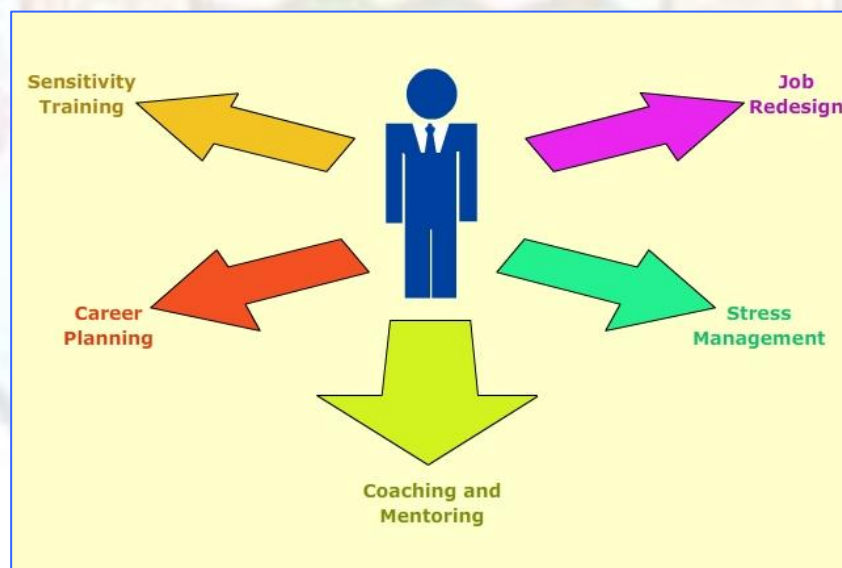 Sensitivity
Training
Job
Redesign
Career
Planning
Stress
Management
Coaching and
Mentoring